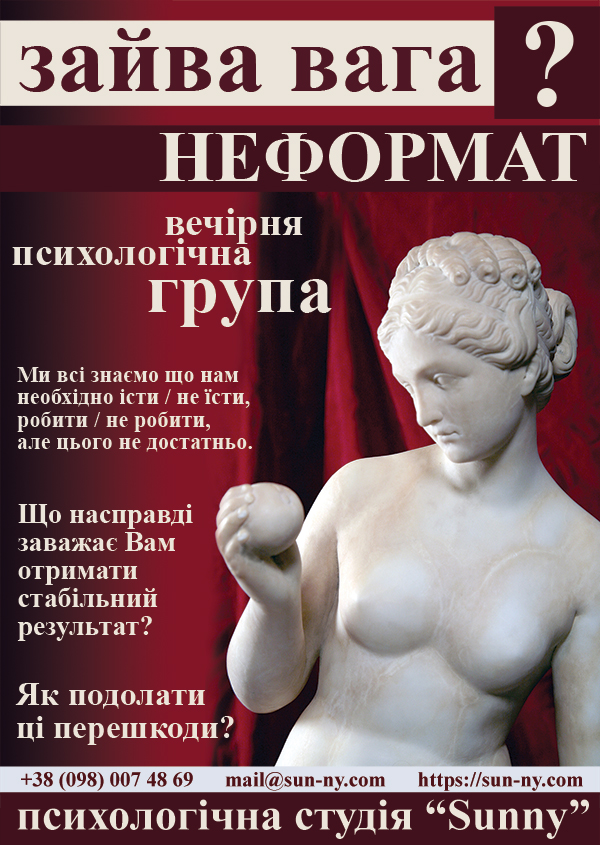 зайва вага ?
НЕФОРМАТ
вечірня
психологічна
група
Ми всі знаємо що нам
необхідно істи / не їсти,
робити / не робити,
але цього не достатньо.
Що насправді
заважає Вам
отримати
стабільний
результат?
Як подолати
ці перешкоди?
+38 (098) 007 48 69 mail@sun-ny.com https://sun-ny.com
психологічна студія “Sunny”